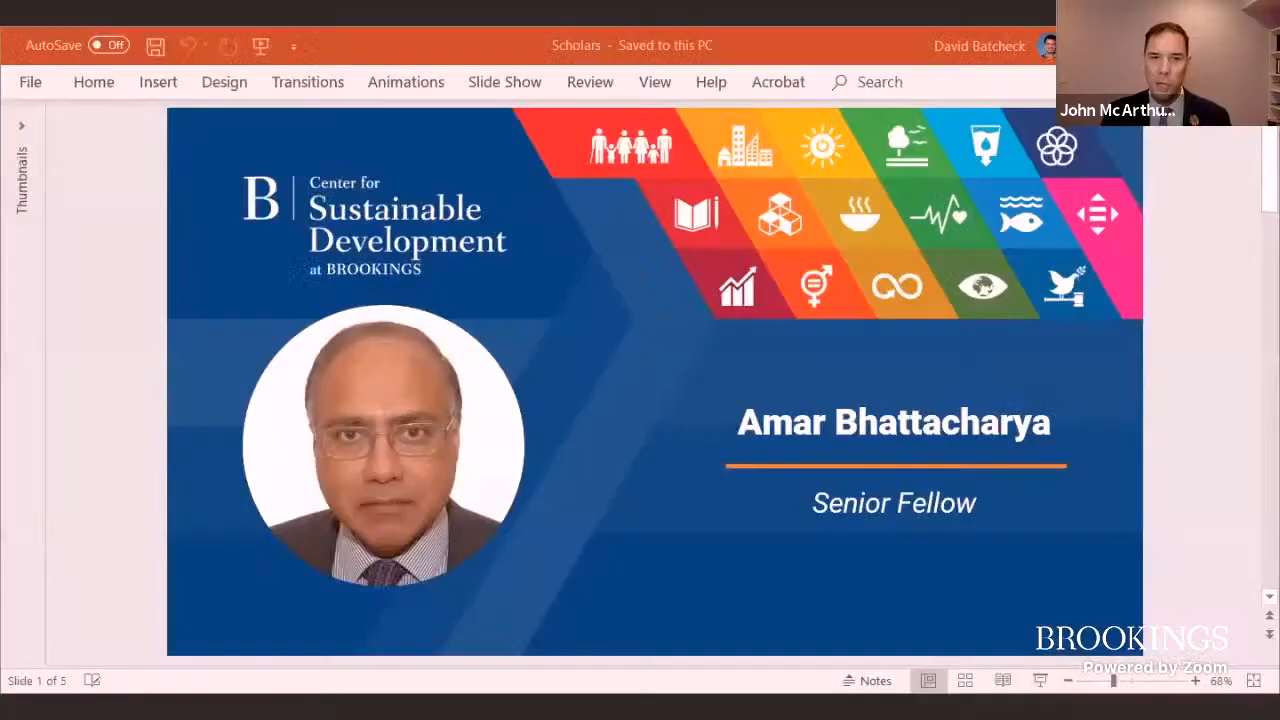 AutoSave Off
Scholars - Saved to this PC
David Batcheck
John Mc Arthu...
File Home Insert Design Transitions Animations Slide Show Review View Help Acrobat Search
Thumbnails
B Center for
Sustainable
Development
at BROOKINGS
Amar Bhattacharya
Senior Fellow
BROOKINGS
Powered by Zoom
Slide 1 of 5
Notes
68%